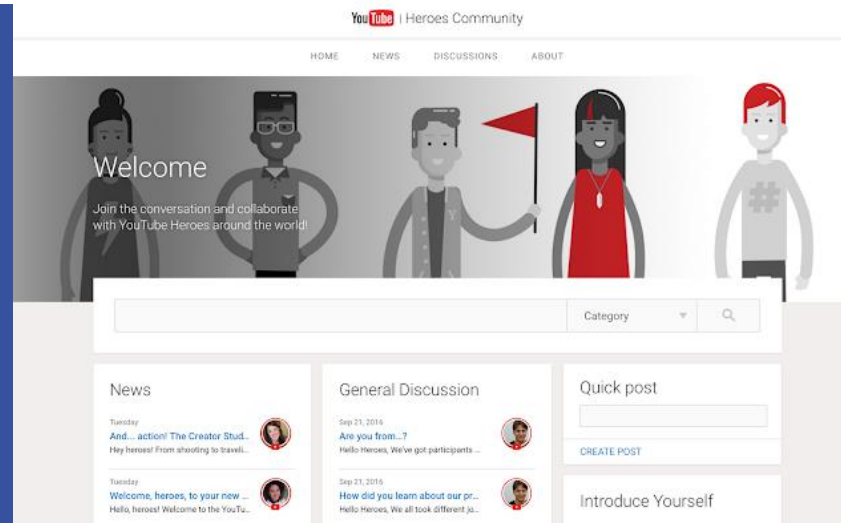 YouTube | Heroes Community
HOME NEWS DISCUSSIONS ABOUT
Welcome
Join the conversation and collaborate
with YouTube Heroes around the world!
Category
News
Tuesday
And... action! The Creator Stud...
Hey heroes! From shooting to traveli...
Tuesday
Welcome, heroes, to your new ...
Hello, heroes! Welcome to the YouTu...
General Discussion
Sep 21, 2016
Are you from...?
Hello Heroes, We've got participants ...
Sep 21, 2016
How did you learn about our pr...
Hello Heroes, We all took different jo...
Quick post
CREATE POST
Introduce Yourself